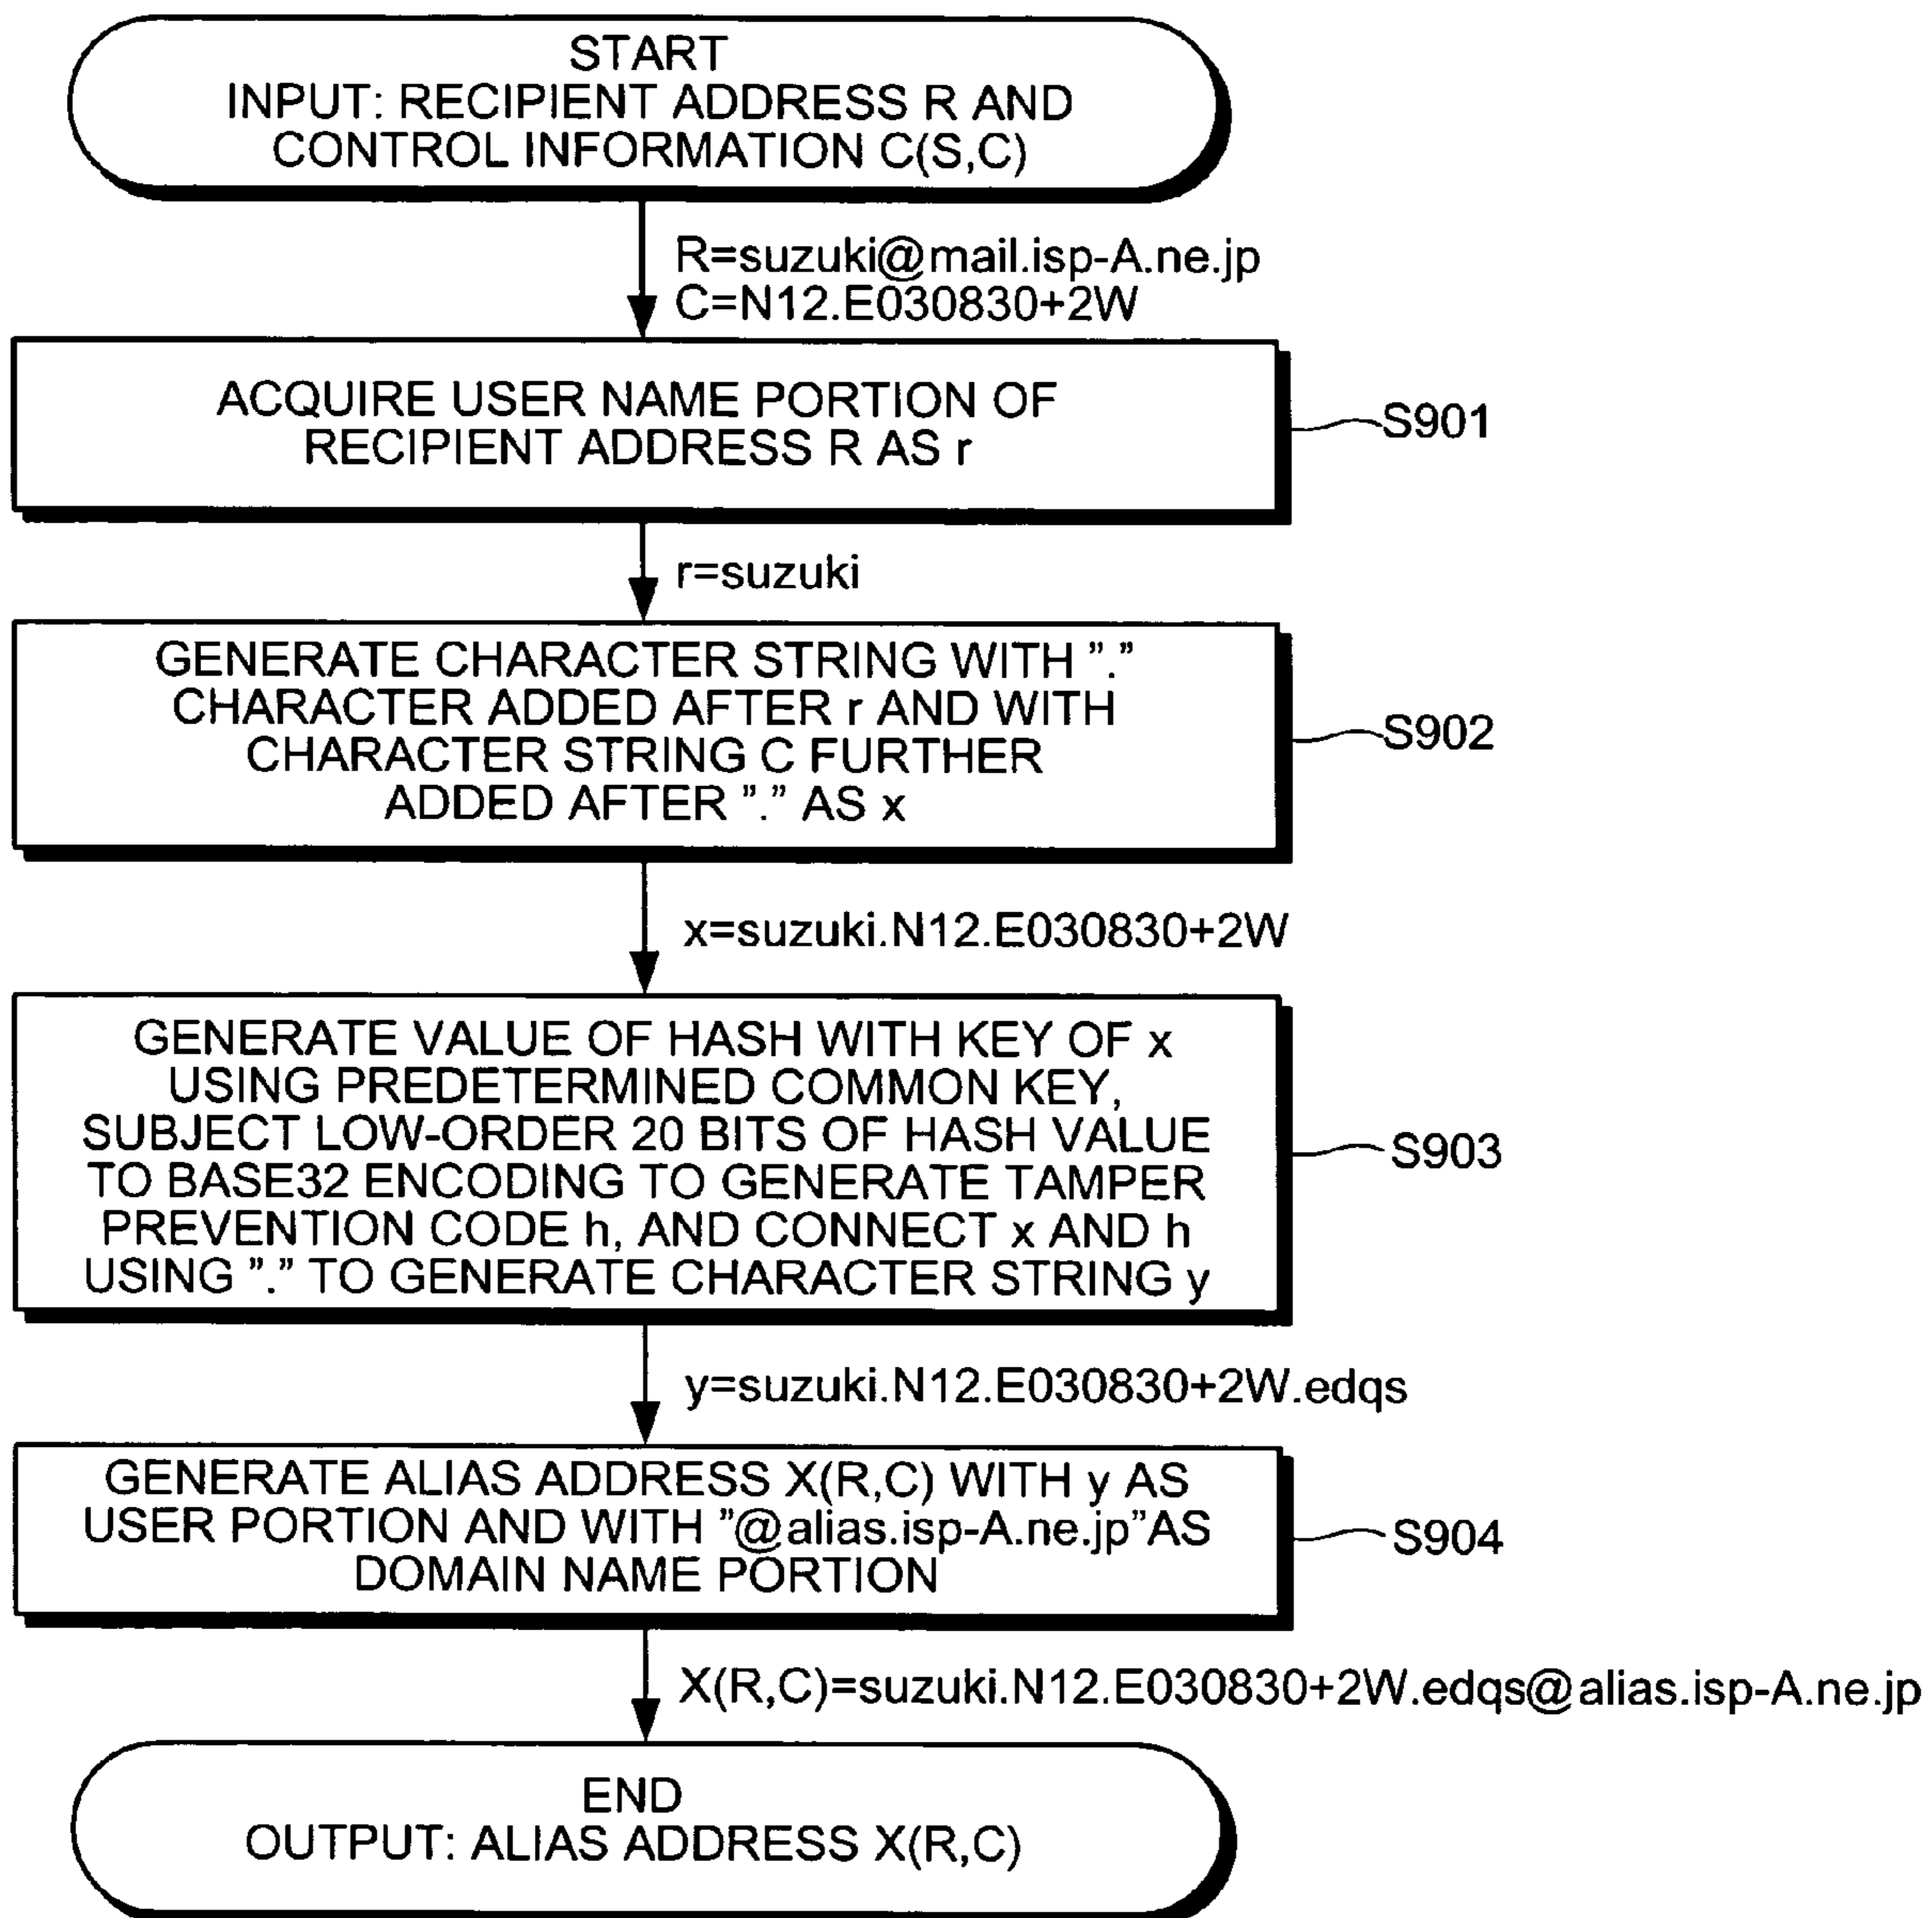 START
INPUT: RECIPIENT ADDRESS R AND
CONTROL INFORMATION C(S,C)
R=suzuki@mail.isp-A.ne.jp
C=N12.E030830+2W
ACQUIRE USER NAME PORTION OF
RECIPIENT ADDRESS R AS r
S901
r=suzuki
GENERATE CHARACTER STRING WITH ”.”
CHARACTER ADDED AFTER r AND WITH
CHARACTER STRING C FURTHER
ADDED AFTER ”.” AS x
S902
x=suzuki.N12.E030830+2W
GENERATE VALUE OF HASH WITH KEY OF x
USING PREDETERMINED COMMON KEY,
SUBJECT LOW-ORDER 20 BITS OF HASH VALUE
TO BASE32 ENCODING TO GENERATE TAMPER
PREVENTION CODE h, AND CONNECT x AND h
USING ”.” TO GENERATE CHARACTER STRING y
S903
y=suzuki.N12.E030830+2W.edqs
GENERATE ALIAS ADDRESS X(R,C) WITH y AS
USER PORTION AND WITH ”@alias.isp-A.ne.jp”AS
DOMAIN NAME PORTION
S904
X(R,C)=suzuki.N12.E030830+2W.edqs@alias.isp-A.ne.jp
END
OUTPUT: ALIAS ADDRESS X(R,C)